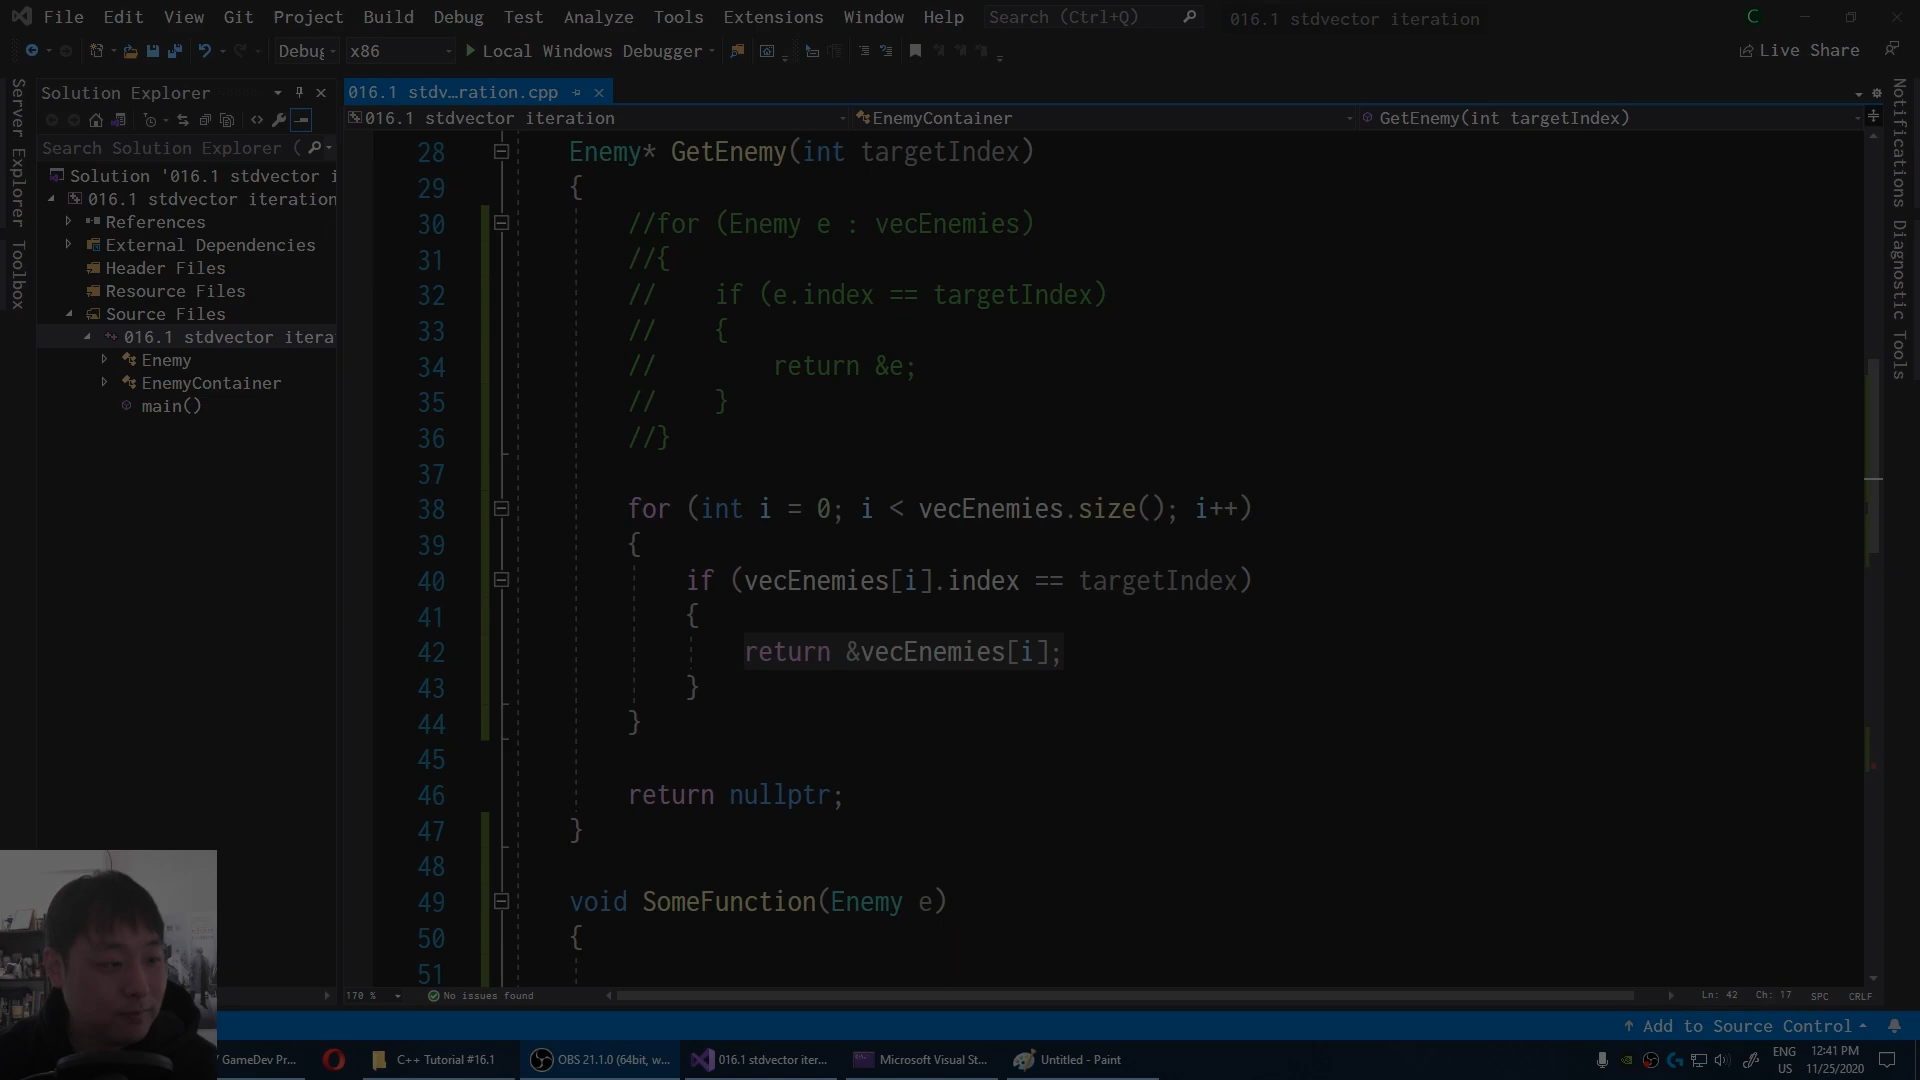 File Edit View Git Project Build Debug Test Analyze Tools Extensions Window Help Search (Ctrl+Q) 016.1 stdvector iteration C
Debug x86 Local Windows Debugger Live Share
Server Explorer
Toolbox
Solution Explorer
Search Solution Explorer (
Solution '016.1 stdvector i
016.1 stdvector iteration
References
External Dependencies
Header Files
Resource Files
Source Files
016.1 stdvector itera
Enemy
EnemyContainer
main()
016.1 stdv...ration.cpp
016.1 stdvector iteration EnemyContainer GetEnemy(int targetIndex)
28 Enemy* GetEnemy(int targetIndex)
29 {
30 //for (Enemy e : vecEnemies)
31 //{
32 // if (e.index == targetIndex)
33 // {
34 // return &e;
35 // }
36 //}
37
38 for (int i = 0; i < vecEnemies.size(); i++)
39 {
40 if (vecEnemies[i].index == targetIndex)
41 {
42 return &vecEnemies[i];
43 }
44 }
45
46 return nullptr;
47 }
48
49 void SomeFunction(Enemy e)
50 {
51
Notifications
Diagnostic Tools
170 % No issues found Ln: 42 Ch: 17 SPC CRLF
Add to Source Control
GameDev Pr... C++ Tutorial #16.1 OBS 21.1.0 (64bit, w... 016.1 stdvector iter... Microsoft Visual St... Untitled - Paint
ENG
US
12:41 PM
11/25/2020